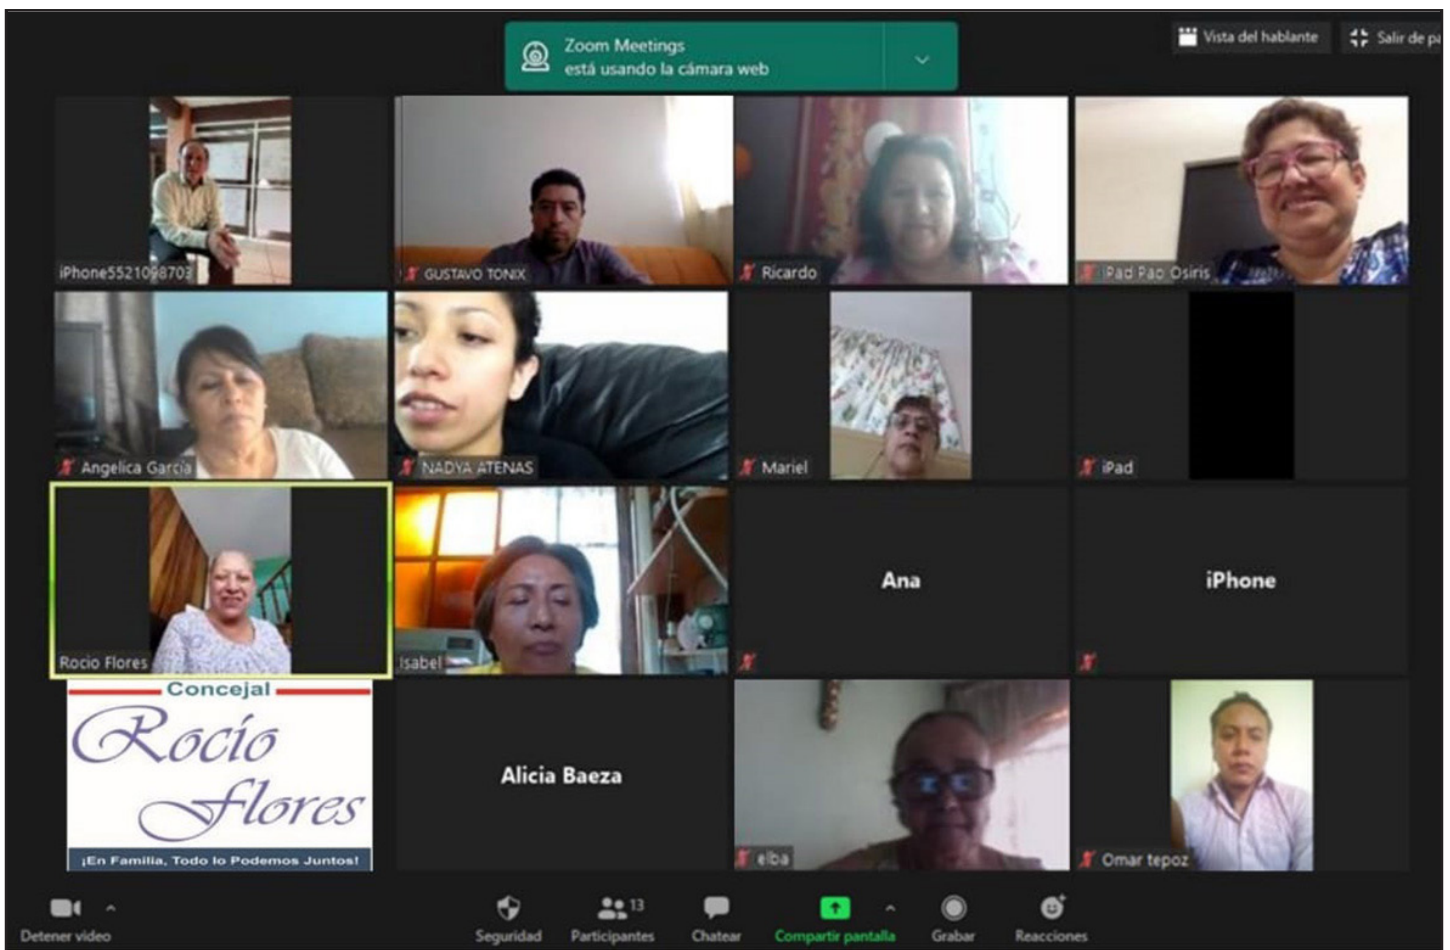 Zoom Meetings
está usando la cámara web
Vista del hablante
Salir de pa
iPhone5521098703
GUSTAVO TONIX
Ricardo
iPad Pao Osiris
Angelica García
NADYA ATENAS
Mariel
iPad
Rocio Flores
Isabel
Ana
iPhone
Concejal
Rocío
Flores
¡En Familia, Todo lo Podemos Juntos!
Alicia Baeza
elba
Omar tepoz
Detener video
Seguridad
Participantes
13
Chatear
Compartir pantalla
Grabar
Reacciones